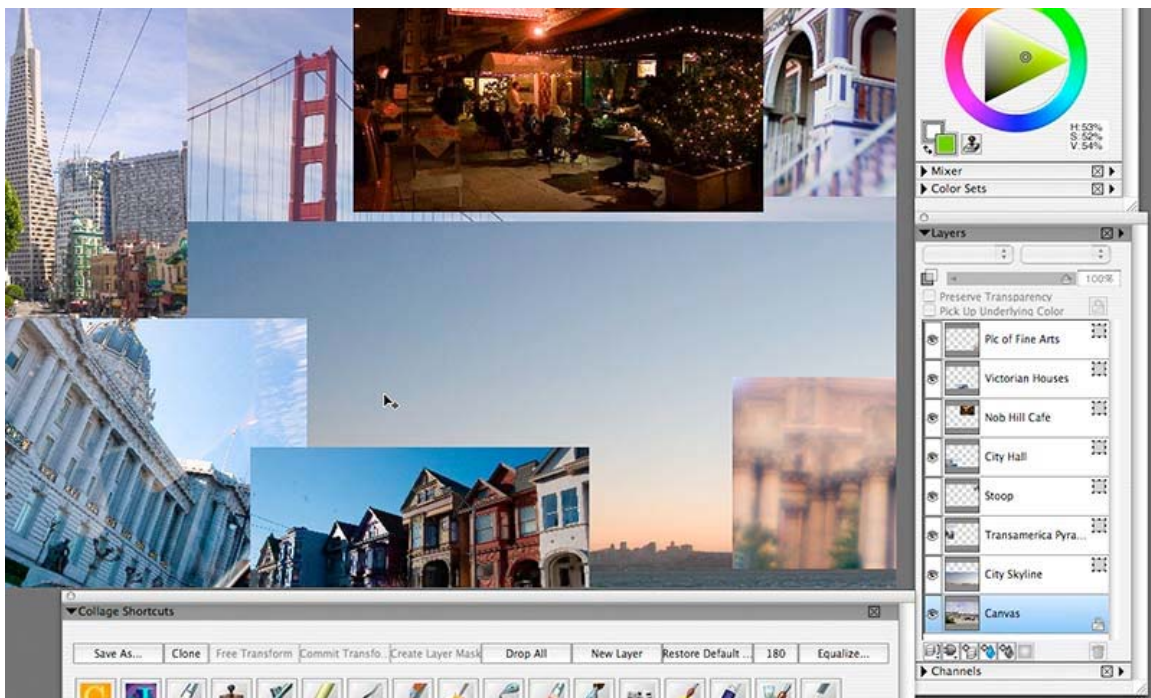 H: 53%
S: 52%
V: 54%
Mixer
Color Sets
Layers
100%
Preserve Transparency
Pick Up Underlying Color
Plc of Fine Arts
Victorian Houses
Nob Hill Cafe
City Hall
Stoop
Transamerica Pyra...
City Skyline
Canvas
Channels
Collage Shortcuts
Save As... Clone Free Transform Commit Transfo... Create Layer Mask Drop All New Layer Restore Default ... 180 Equalize...